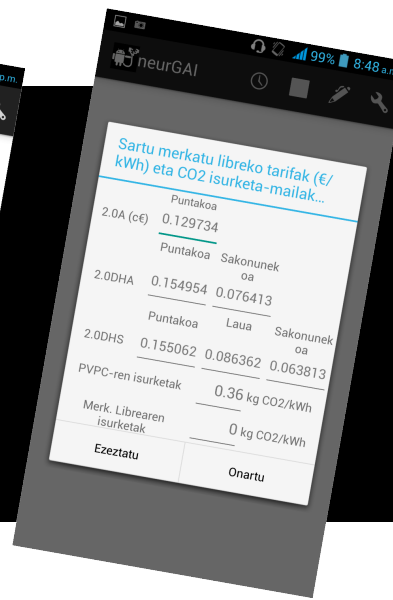 p.m.
99% 8:48 a.m
neurGAI
Sartu merkatu libreko tarifak (€/
kWh) eta CO2 isurketa-mailak...
Puntakoa
2.0A (c€) 0.129734
Puntakoa Sakonunek
oa
2.0DHA 0.154954 0.076413
Puntakoa Laua Sakonunek
oa
2.0DHS 0.155062 0.086362 0.063813
PVPC-ren isurketak 0.36 kg CO2/kWh
Merk. Librearen
isurketak 0 kg CO2/kWh
Ezeztatu Onartu